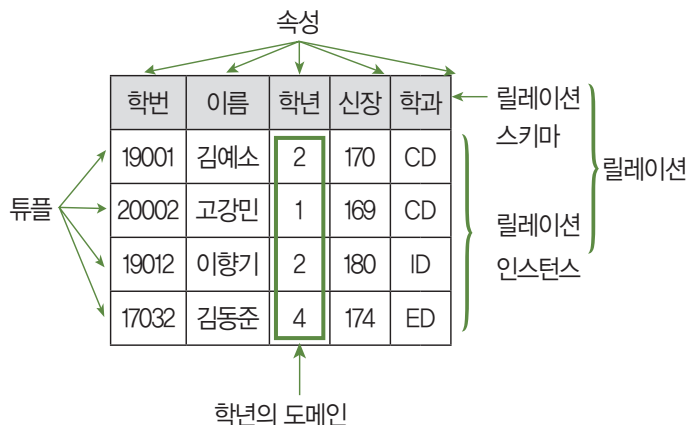 속성
학번 이름 학년 신장 학과
릴레이션
스키마
릴레이션
19001 김예소 2 170 CD
튜플
20002 고강민 1 169 CD
릴레이션
인스턴스
19012 이향기 2 180 ID
17032 김동준 4 174 ED
학년의 도메인